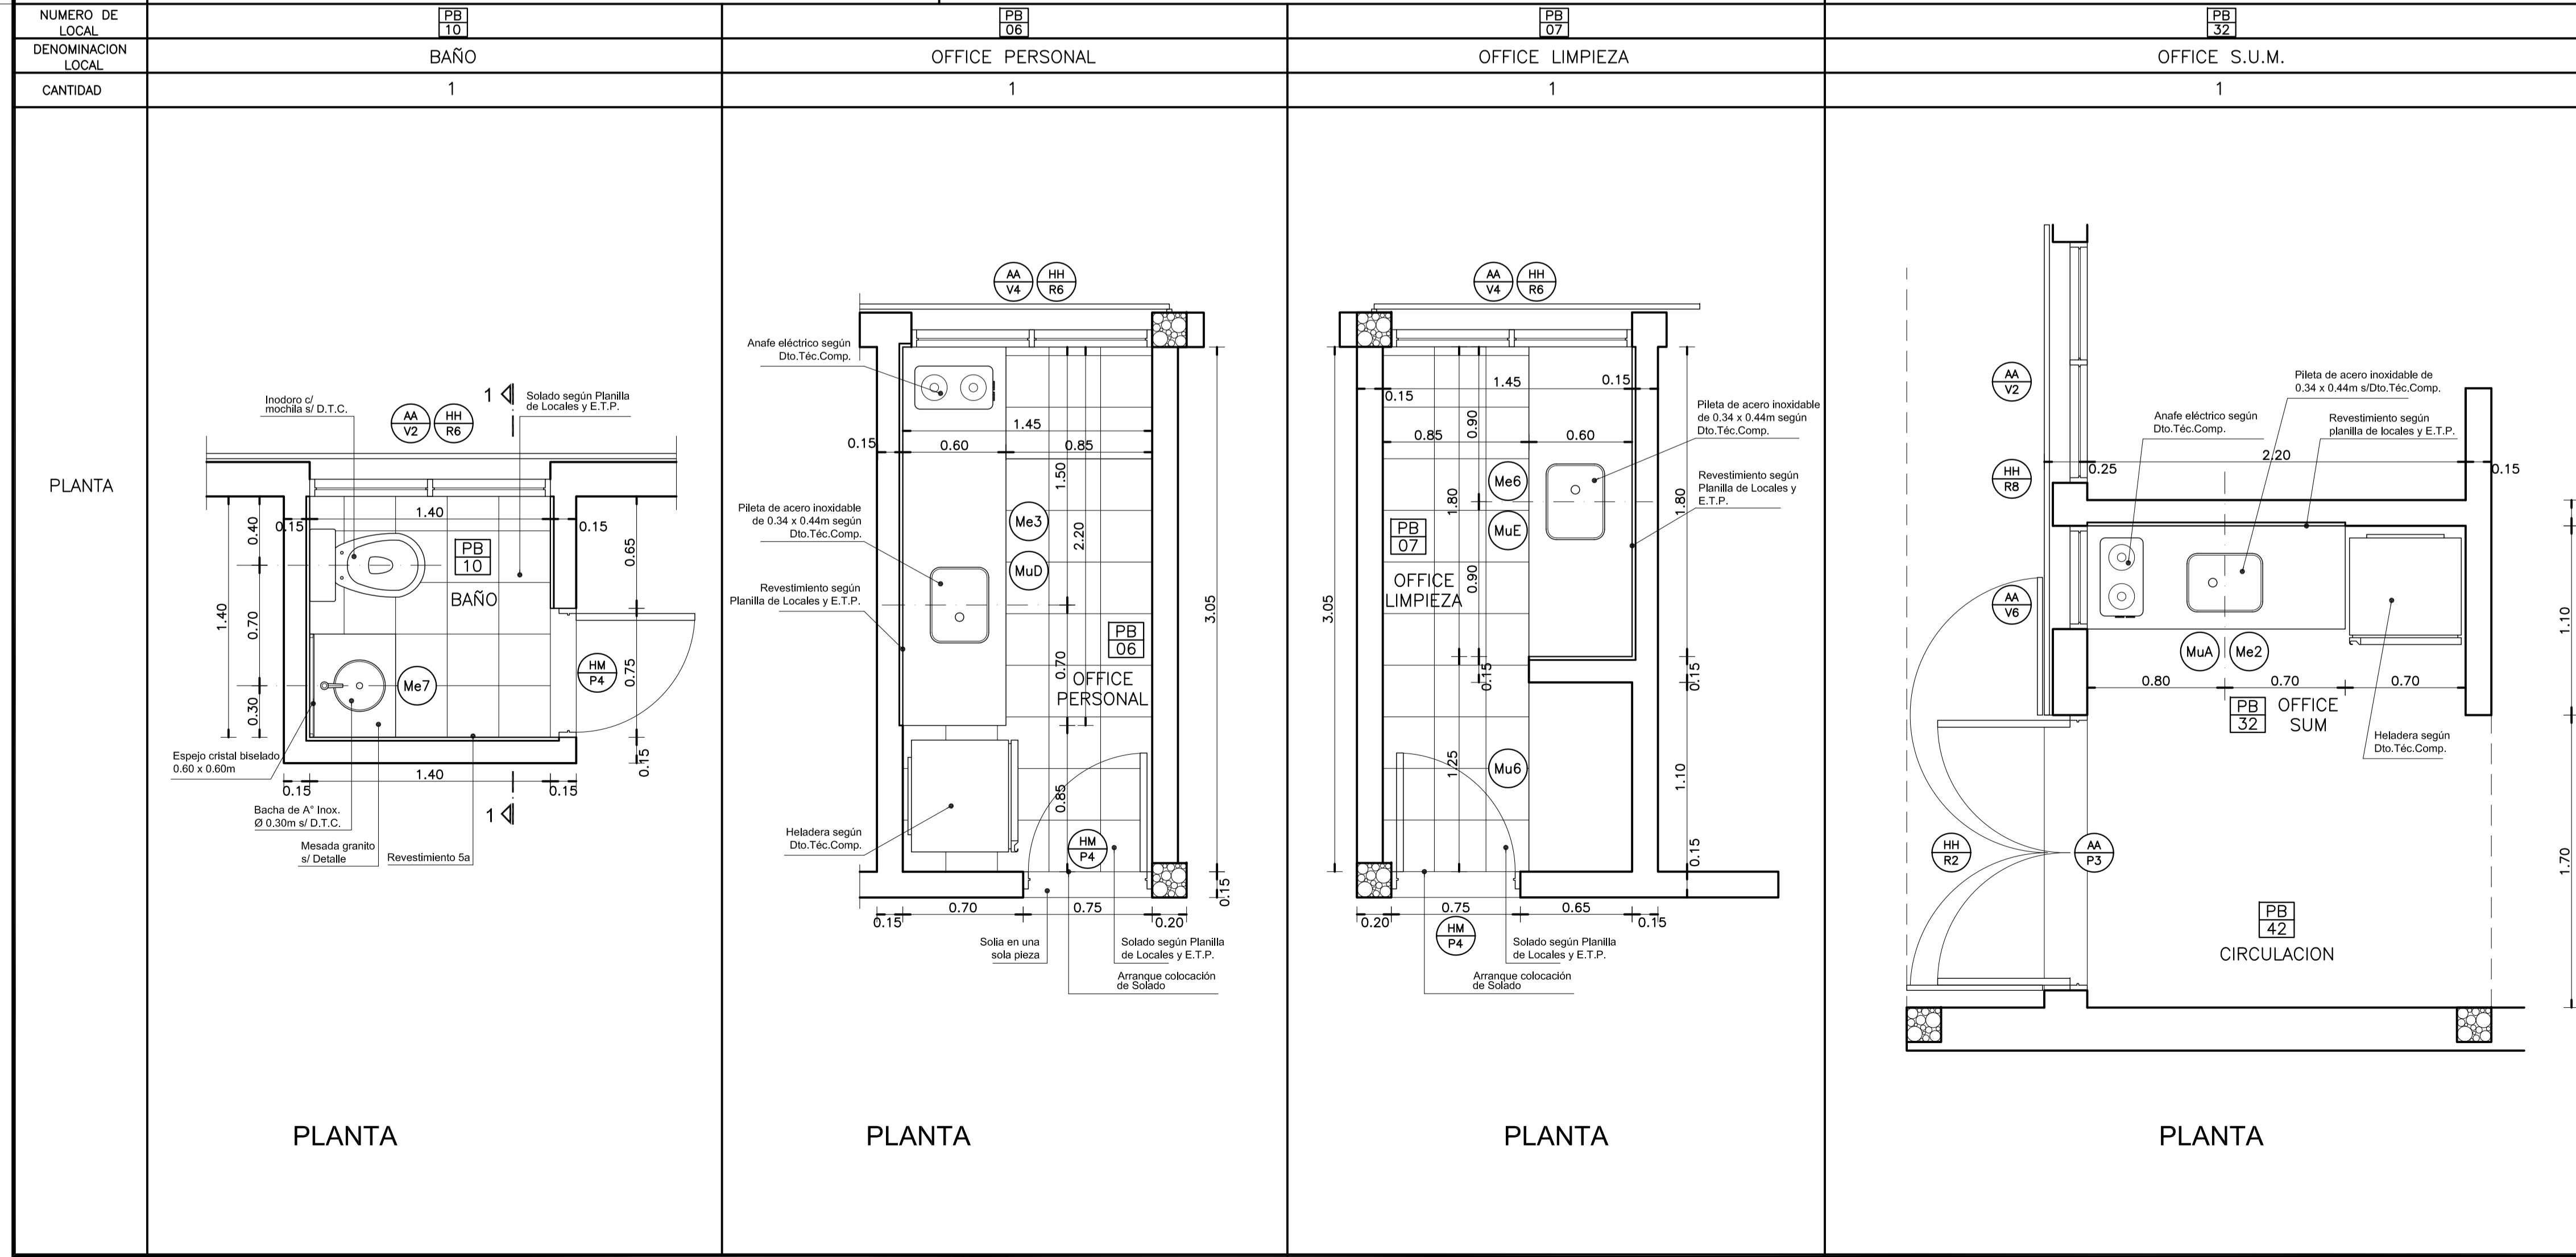 NUMERO DE
LOCAL
PB
10
PB
06
PB
07
PB
32
DENOMINACION
LOCAL
BAÑO
OFFICE PERSONAL
OFFICE LIMPIEZA
OFFICE S.U.M.
CANTIDAD
1
1
1
1
PLANTA
Inodoro c/
mochila s/ D.T.C.
AA
V2
HH
R6
1
Solado según Planilla
de Locales y E.T.P.
0.15
1.40
0.15
0.40
0.70
0.30
1.40
0.65
0.75
0.15
PB
10
BAÑO
Me7
HM
P4
Espejo cristal biselado
0.60 x 0.60m
0.15
1.40
0.15
Bacha de A° Inox.
Ø 0,30m s/ D.T.C.
Mesada granito
s/ Detalle
Revestimiento 5a
1
PLANTA
AA
V4
HH
R6
Anafe eléctrico según
Dto.Téc.Comp.
1.45
0.15
0.60
0.85
1.50
2.20
Pileta de acero inoxidable
de 0.34 x 0.44m según
Dto.Téc.Comp.
Me3
MuD
Revestimiento según
Planilla de Locales y E.T.P.
3.05
PB
06
0.70
OFFICE
PERSONAL
0.85
Heladera según
Dto.Téc.Comp.
HM
P4
0.15
0.15
0.70
0.75
0.20
Solia en una
sola pieza
Solado según Planilla
de Locales y E.T.P.
Arranque colocación
de Solado
PLANTA
AA
V4
HH
R6
1.45
0.15
0.15
0.90
0.85
0.60
Pileta de acero inoxidable
de 0.34 x 0.44m según
Dto.Téc.Comp.
Me6
MuE
1.80
1.80
Revestimiento según
Planilla de Locales y
E.T.P.
PB
07
OFFICE
LIMPIEZA
0.90
3.05
0.15
0.15
1.25
Mu6
1.10
0.15
0.20
0.75
0.65
0.15
HM
P4
Solado según Planilla
de Locales y E.T.P.
Arranque colocación
de Solado
PLANTA
AA
V2
Pileta de acero inoxidable de
0.34 x 0.44m s/Dto.Téc.Comp.
Anafe eléctrico según
Dto.Téc.Comp.
Revestimiento según
planilla de locales y E.T.P.
HH
R8
0.25
2.20
0.15
AA
V6
1.10
MuA
Me2
0.80
0.70
0.70
PB
32
OFFICE
SUM
Heladera según
Dto.Téc.Comp.
HH
R2
AA
P3
1.70
PB
42
CIRCULACION
PLANTA